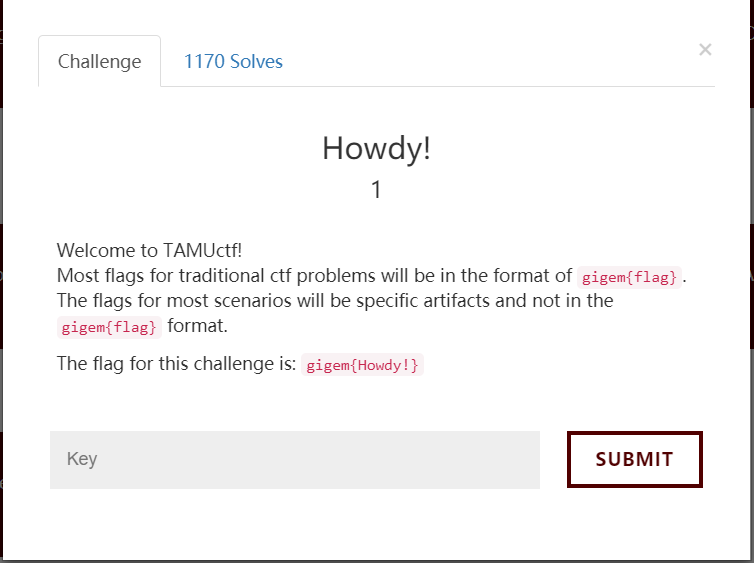 Challenge
1170 Solves
×
Howdy!
1
Welcome to TAMUctf!
Most flags for traditional ctf problems will be in the format of gigem{flag}.
The flags for most scenarios will be specific artifacts and not in the
gigem{flag} format.
The flag for this challenge is: gigem{Howdy!}
Key
SUBMIT